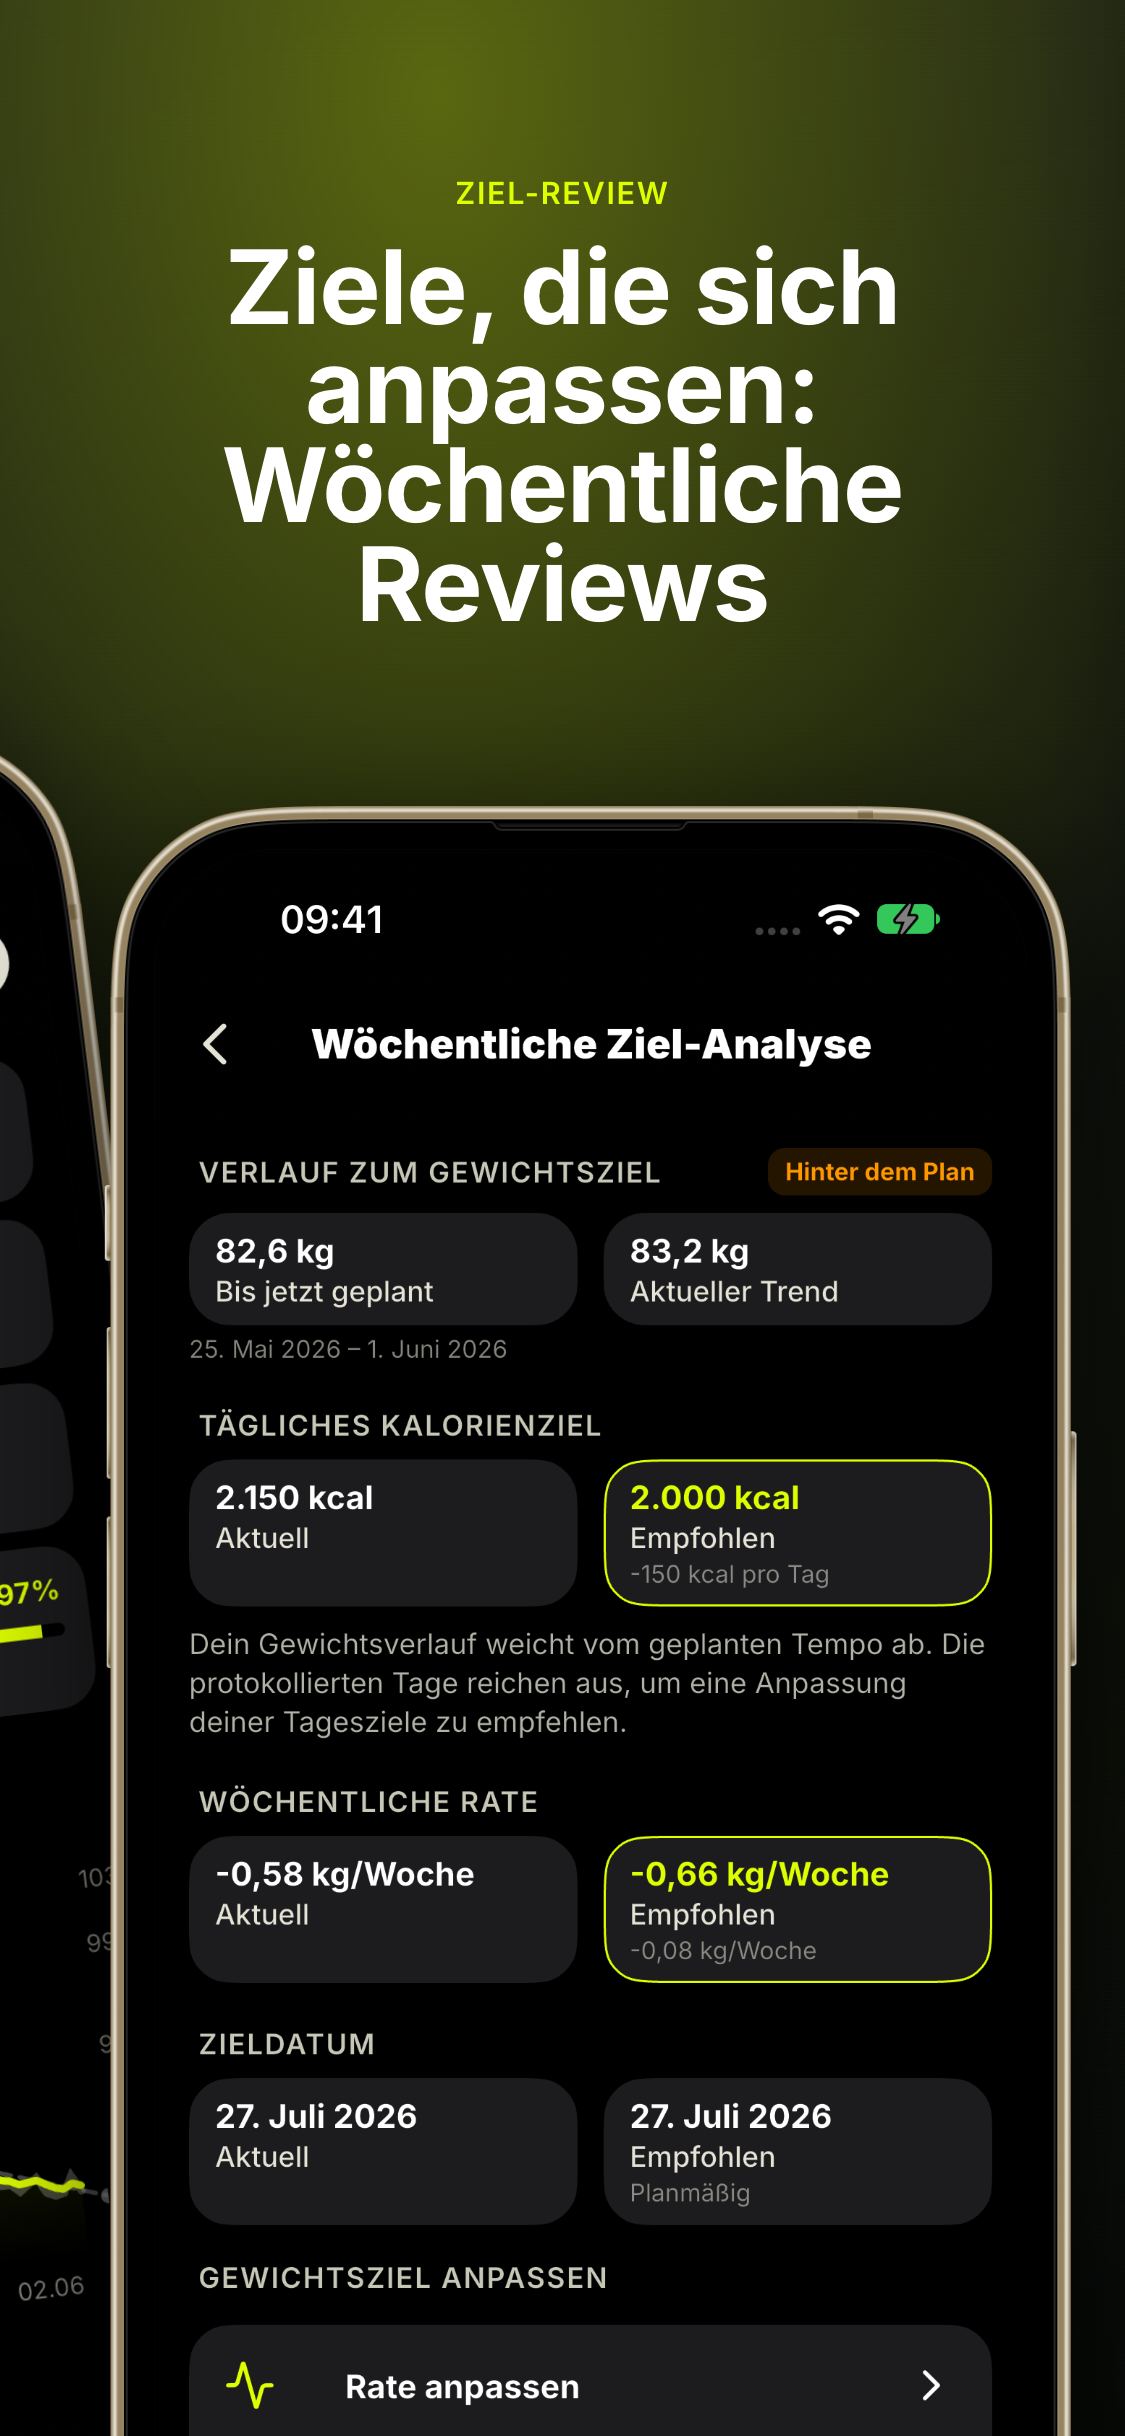 ZIEL-REVIEW
Ziele, die sich
anpassen:
Wöchentliche
Reviews
09:41
Wöchentliche Ziel-Analyse
VERLAUF ZUM GEWICHTSZIEL
Hinter dem Plan
82,6 kg
Bis jetzt geplant
83,2 kg
Aktueller Trend
25. Mai 2026 – 1. Juni 2026
TÄGLICHES KALORIENZIEL
2.150 kcal
Aktuell
2.000 kcal
Empfohlen
-150 kcal pro Tag
Dein Gewichtsverlauf weicht vom geplanten Tempo ab. Die
protokollierten Tage reichen aus, um eine Anpassung
deiner Tagesziele zu empfehlen.
WÖCHENTLICHE RATE
-0,58 kg/Woche
Aktuell
-0,66 kg/Woche
Empfohlen
-0,08 kg/Woche
ZIELDATUM
27. Juli 2026
Aktuell
27. Juli 2026
Empfohlen
Planmäßig
GEWICHTSZIEL ANPASSEN
Rate anpassen
97%
02.06